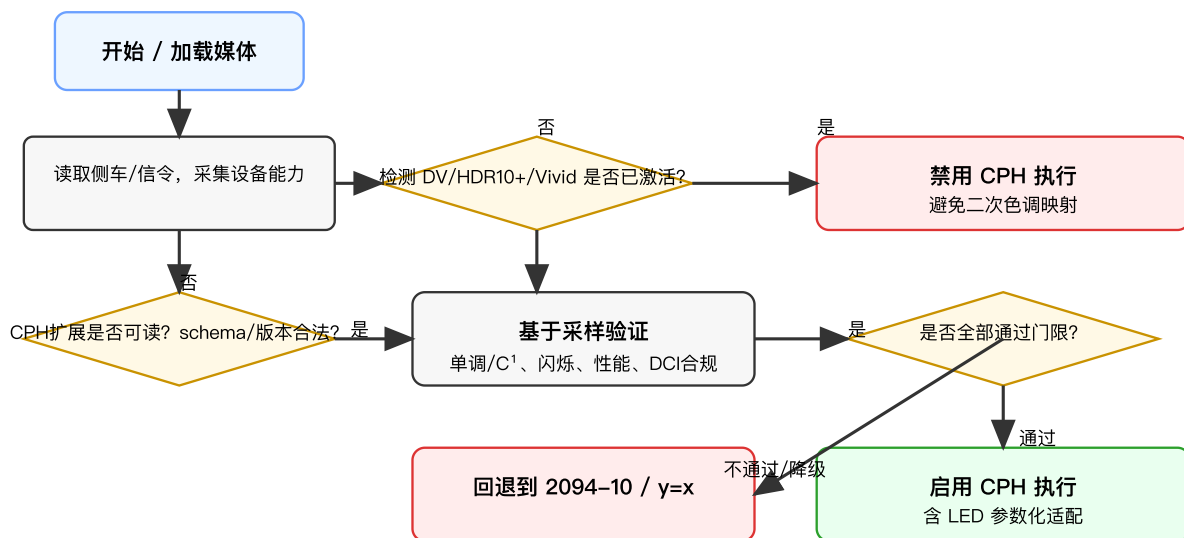 开始 / 加载媒体
读取侧车/信令，采集设备能力
否
检测 DV/HDR10+/Vivid 是否已激活?
是
禁用 CPH 执行
避免二次色调映射
否
CPH扩展是否可读? schema/版本合法?
是
基于采样验证
单调/C¹、闪烁、性能、DCI合规
是
是否全部通过门限?
通过
不通过/降级
回退到 2094-10 / y=x
启用 CPH 执行
含 LED 参数化适配